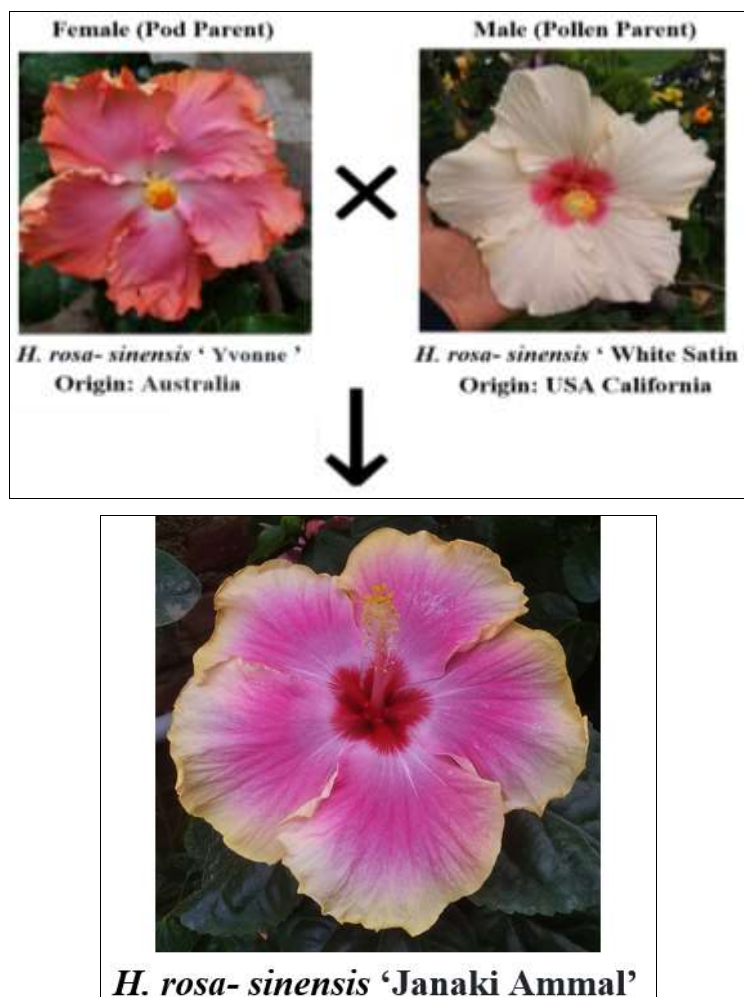 Female (Pod Parent)
Male (Pollen Parent)
H. rosa- sinensis ‘ Yvonne ’
Origin: Australia
H. rosa- sinensis ‘ White Satin
Origin: USA California
H. rosa- sinensis ‘Janaki Ammal’